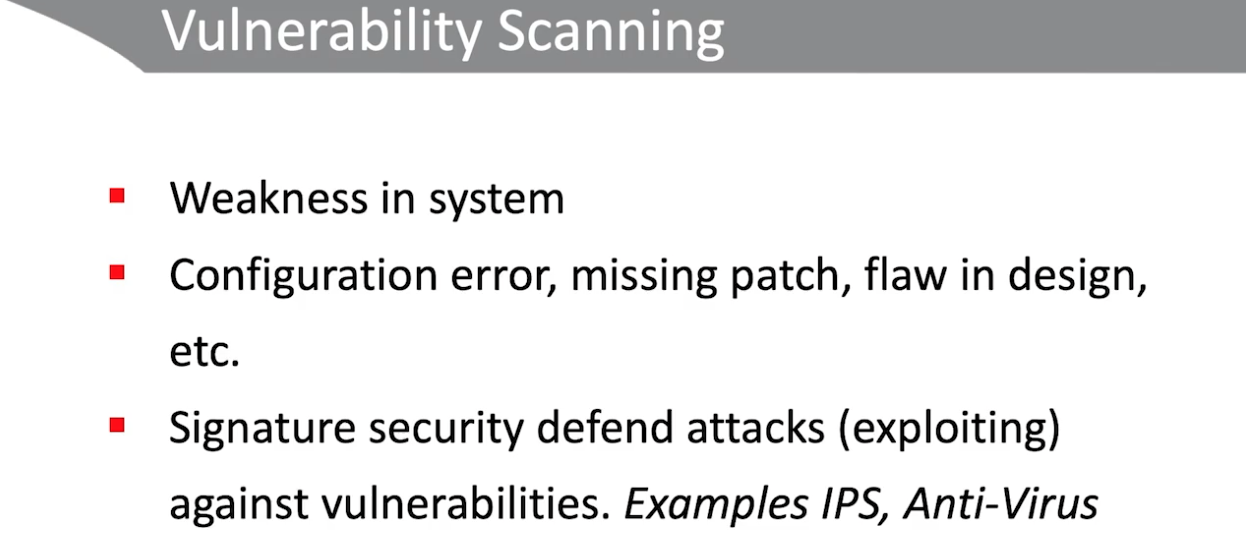 Vulnerability Scanning
Weakness in system
Configuration error, missing patch, flaw in design,
etc.
Signature security defend attacks (exploiting)
against vulnerabilities. Examples IPS, Anti-Virus